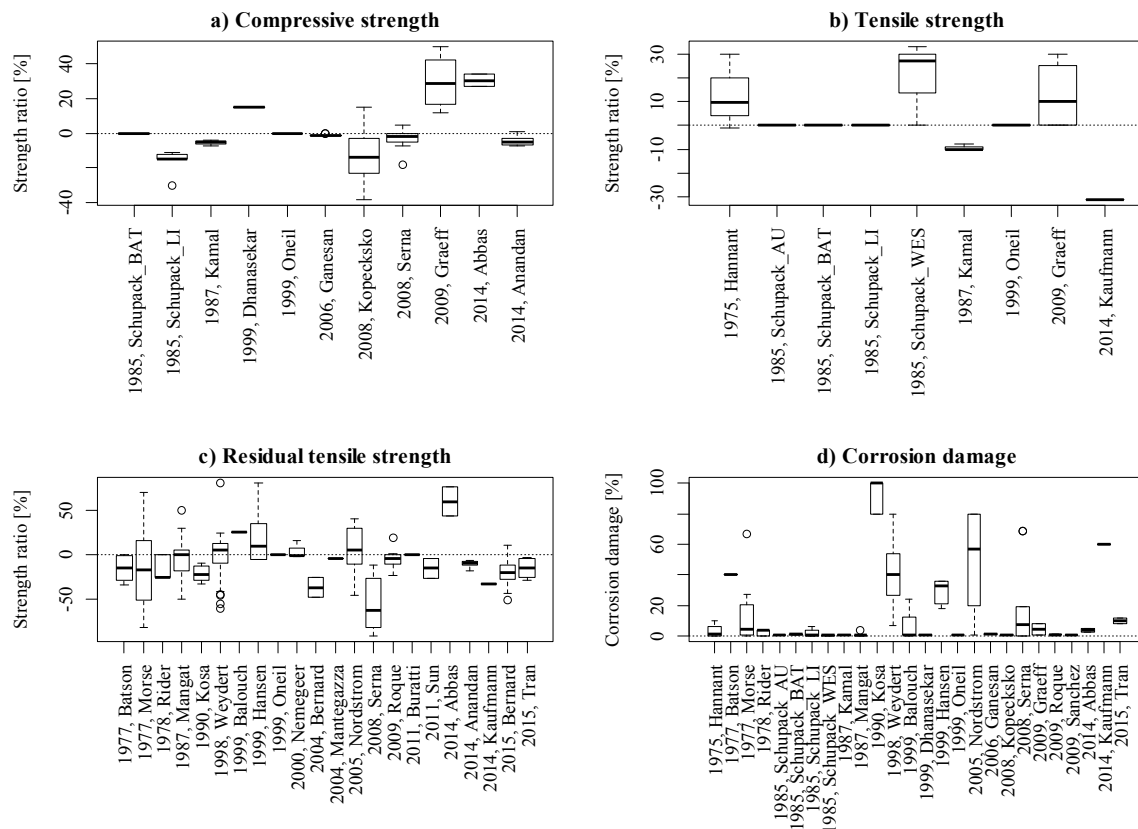 a) Compressive strength
Strength ratio [%]
40
20
0
-40
1985, Schupack_BAT
1985, Schupack_LI
1987, Kamal
1999, Dhanasekar
1999, Oneil
2006, Ganesan
2008, Kopecksko
2008, Serna
2009, Graeff
2014, Abbas
2014, Anandan
b) Tensile strength
Strength ratio [%]
30
10
-10
-30
1975, Hannant
1985, Schupack_AU
1985, Schupack_BAT
1985, Schupack_LI
1985, Schupack_WES
1987, Kamal
1999, Oneil
2009, Graeff
2014, Kaufmann
c) Residual tensile strength
Strength ratio [%]
50
0
-50
1977, Batson
1977, Morse
1978, Rider
1987, Mangat
1990, Kosa
1998, Weydert
1999, Balouch
1999, Hansen
1999, Oneil
2000, Nemegeer
2004, Bernard
2004, Mantegazza
2005, Nordstrom
2008, Serna
2009, Roque
2011, Buratti
2011, Sun
2014, Abbas
2014, Anandan
2014, Kaufmann
2015, Bernard
2015, Tran
d) Corrosion damage
Corrosion damage [%]
100
60
20
0
1975, Hannant
1977, Batson
1977, Morse
1978, Rider
1985, Schupack_AU
1985, Schupack_BAT
1985, Schupack_LI
1985, Schupack_WES
1987, Kamal
1987, Mangat
1990, Kosa
1998, Weydert
1999, Balouch
1999, Dhanasekar
1999, Hansen
1999, Oneil
2005, Nordstrom
2006, Ganesan
2008, Kopecksko
2008, Serna
2009, Graeff
2009, Roque
2009, Sanchez
2014, Abbas
2014, Kaufmann
2015, Tran